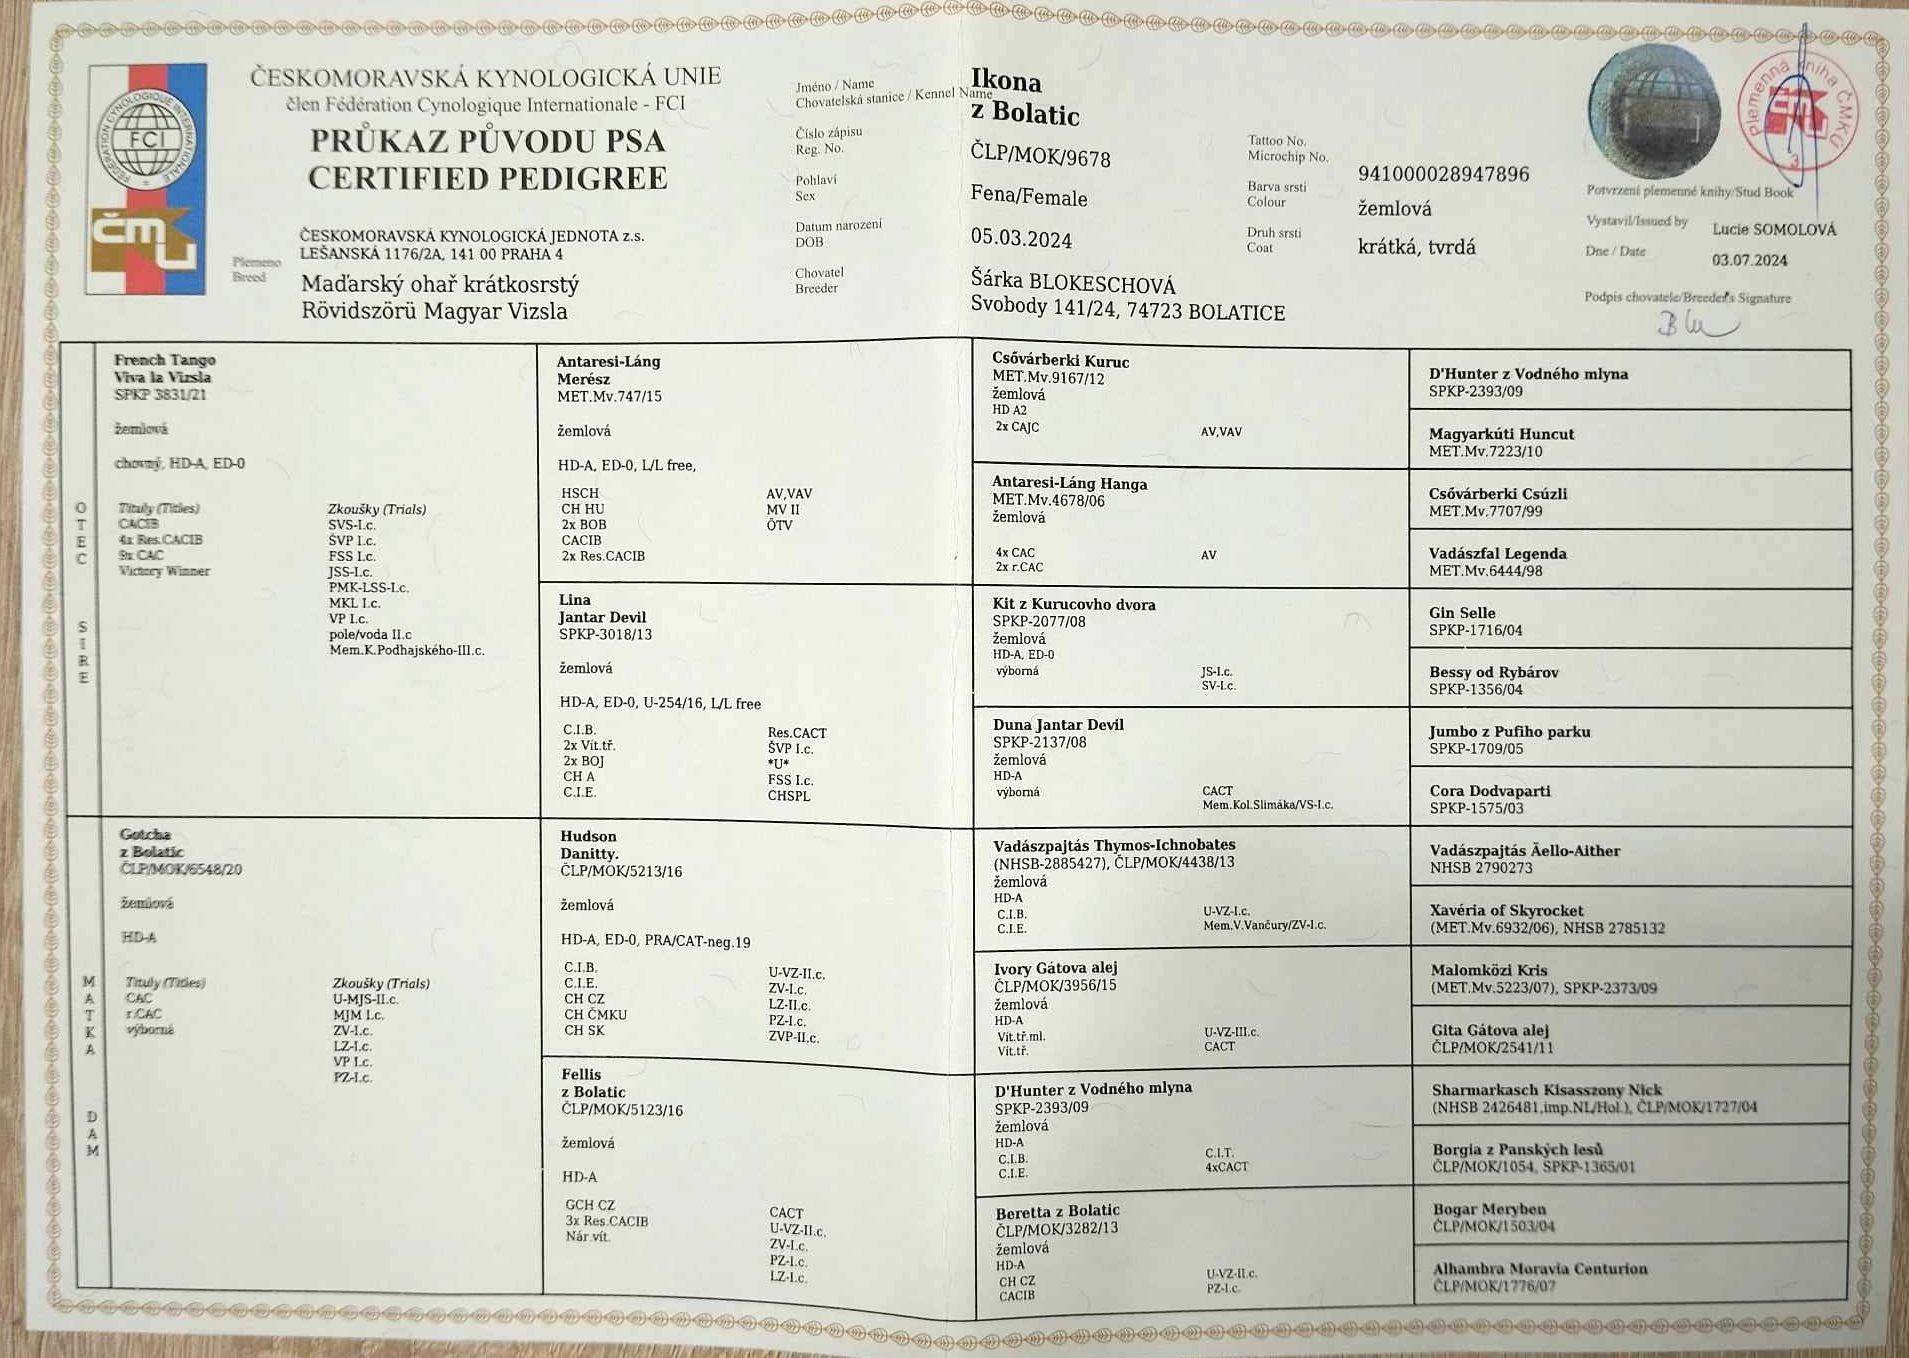 ČESKOMORAVSKÁ KYNOLOGICKÁ UNIE
člen Fédération Cynologique Internationale - FCI
PRŮKAZ PŮVODU PSA
CERTIFIED PEDIGREE
FEDERATION CYNOLOGIQUE INTERNATIONALE
FCI
ČMKU
ČESKOMORAVSKÁ KYNOLOGICKÁ JEDNOTA z.s.
LEŠANSKÁ 1176/2A, 141 00 PRAHA 4
Plemeno
Breed
Maďarský ohař krátkosrstý
Rövidszörü Magyar Vizsla
Jméno / Name
Chovatelská stanice / Kennel Name
Ikona
z Bolatic
Číslo zápisu
Reg. No.
ČLP/MOK/9678
Pohlaví
Sex
Fena/Female
Datum narození
DOB
05.03.2024
Chovatel
Breeder
Šárka BLOKESCHOVÁ
Svobody 141/24, 74723 BOLATICE
Tattoo No.
Microchip No.
941000028947896
Barva srsti
Colour
žemlová
Druh srsti
Coat
krátká, tvrdá
Plemenná kniha ČMKU
3
Potvrzení plemenné knihy/Stud Book
Vystavil/Issued by
Lucie SOMOLOVÁ
Dne / Date
03.07.2024
Podpis chovatele/Breeder's Signature
OTEC
SIRE
French Tango
Viva la Vizsla
SPKP 3831/21
žemlová
chovný, HD-A, ED-0
Tituly (Titles)
CACIB
4x Res.CACIB
9x CAC
Victory Winner
Zkoušky (Trials)
SVS-I.c.
ŠVP I.c.
FSS I.c.
JSS-I.c.
PMK-LSS-I.c.
MKL I.c.
VP I.c.
pole/voda II.c
Mem.K.Podhajského-III.c.
MATKA
DAM
Gotcha
z Bolatic
ČLP/MOK/6548/20
žemlová
HD-A
Tituly (Titles)
CAC
r.CAC
výborná
Zkoušky (Trials)
U-MJS-II.c.
MJM I.c.
ZV-I.c.
LZ-I.c.
VP I.c.
PZ-I.c.
Antaresi-Láng
Merész
MET.Mv.747/15
žemlová
HD-A, ED-0, L/L free,
HSCH
CH HU
2x BOB
CACIB
2x Res.CACIB
AV,VAV
MV II
ÖTV
Lina
Jantar Devil
SPKP-3018/13
žemlová
HD-A, ED-0, U-254/16, L/L free
C.I.B.
2x Vít.tř.
2x BOJ
CH A
C.I.E.
Res.CACT
ŠVP I.c.
*U*
FSS I.c.
CHSPL
Hudson
Danitty.
ČLP/MOK/5213/16
žemlová
HD-A, ED-0, PRA/CAT-neg.19
C.I.B.
C.I.E.
CH CZ
CH ČMKU
CH SK
U-VZ-II.c.
ZV-I.c.
LZ-II.c.
PZ-I.c.
ZVP-II.c.
Fellis
z Bolatic
ČLP/MOK/5123/16
žemlová
HD-A
GCH CZ
3x Res.CACIB
Nár.vít.
CACT
U-VZ-II.c.
ZV-I.c.
PZ-I.c.
LZ-I.c.
Csővárberki Kuruc
MET.Mv.9167/12
žemlová
HD A2
2x CAJC
AV,VAV
Antaresi-Láng Hanga
MET.Mv.4678/06
žemlová
4x CAC
2x r.CAC
AV
Kit z Kurucovho dvora
SPKP-2077/08
žemlová
HD-A, ED-0
výborná
JS-I.c.
SV-I.c.
Duna Jantar Devil
SPKP-2137/08
žemlová
HD-A
výborná
CACT
Mem.Kol.Slimáka/VS-I.c.
Vadászpajtás Thymos-Ichnobates
(NHSB-2885427), ČLP/MOK/4438/13
žemlová
HD-A
C.I.B.
C.I.E.
U-VZ-I.c.
Mem.V.Vančury/ZV-I.c.
Ivory Gátova alej
ČLP/MOK/3956/15
žemlová
HD-A
Vít.tř.ml.
Vít.tř.
U-VZ-III.c.
CACT
D'Hunter z Vodného mlyna
SPKP-2393/09
žemlová
HD-A
C.I.B.
C.I.E.
C.I.T.
4xCACT
Beretta z Bolatic
ČLP/MOK/3282/13
žemlová
HD-A
CH CZ
CACIB
U-VZ-II.c.
PZ-I.c.
D'Hunter z Vodného mlyna
SPKP-2393/09
Magyarkúti Huncut
MET.Mv.7223/10
Csővárberki Csúzli
MET.Mv.7707/99
Vadászfal Legenda
MET.Mv.6444/98
Gin Selle
SPKP-1716/04
Bessy od Rybárov
SPKP-1356/04
Jumbo z Pufiho parku
SPKP-1709/05
Cora Dodvaparti
SPKP-1575/03
Vadászpajtás Äello-Aither
NHSB 2790273
Xavéria of Skyrocket
(MET.Mv.6932/06), NHSB 2785132
Malomközi Kris
(MET.Mv.5223/07), SPKP-2373/09
Gita Gátova alej
ČLP/MOK/2541/11
Sharmarkasch Kisasszony Nick
(NHSB 2426481,imp.NL/Hol.), ČLP/MOK/1727/04
Borgia z Panských lesů
ČLP/MOK/1054, SPKP-1365/01
Bogar Meryben
ČLP/MOK/1503/04
Alhambra Moravia Centurion
ČLP/MOK/1776/07